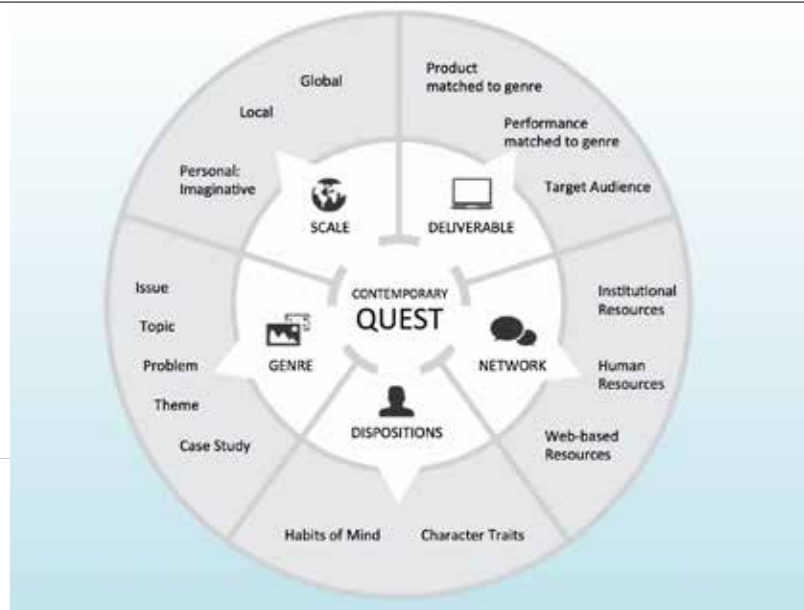 Global
Local
Personal:
Imaginative
SCALE
Product
matched to genre
Performance
matched to genre
Target Audience
DELIVERABLE
CONTEMPORARY
QUEST
Issue
Topic
Problem
Theme
Case Study
GENRE
Institutional
Resources
Human
Resources
Web-based
Resources
NETWORK
DISPOSITIONS
Habits of Mind
Character Traits